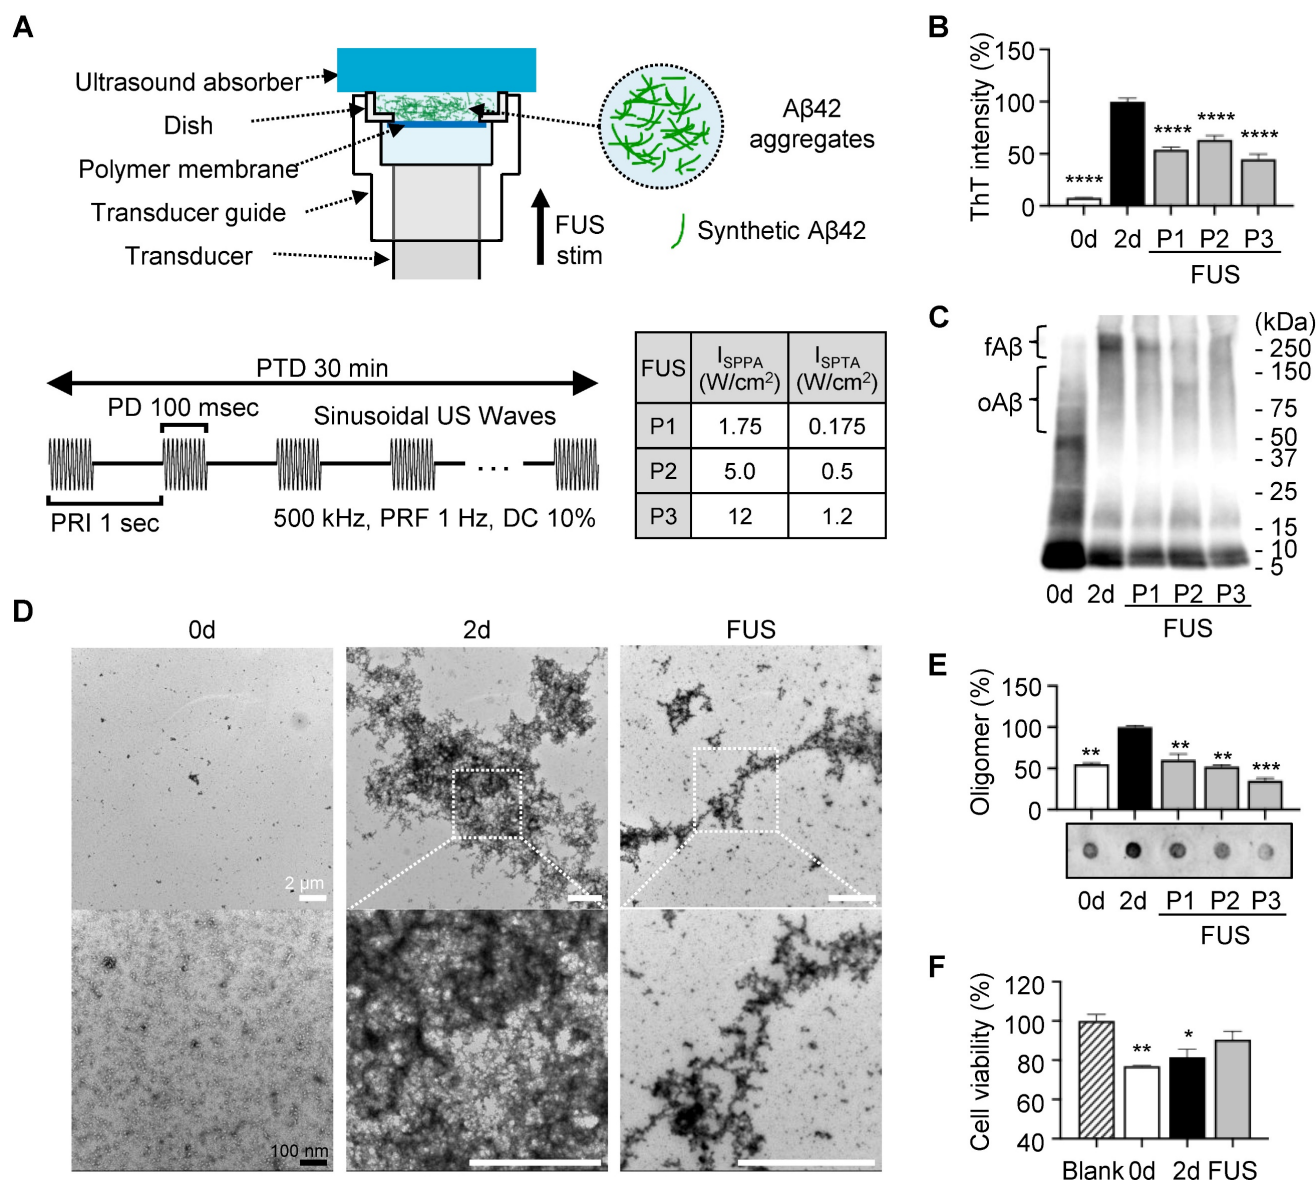 A
Ultrasound absorber
Dish
Polymer membrane
Transducer guide
Transducer
FUS
stim
Aβ42
aggregates
Synthetic Aβ42
PTD 30 min
PD 100 msec
Sinusoidal US Waves
...
PRI 1 sec
500 kHz, PRF 1 Hz, DC 10%
FUS ISPPA (W/cm2) ISPTA (W/cm2)
P1 1.75 0.175
P2 5.0 0.5
P3 12 1.2
B
ThT intensity (%)
150
100
50
0
**** **** **** ****
0d 2d P1 P2 P3
FUS
C
fAβ
oAβ
(kDa)
- 250
- 150
- 75
- 50
- 37
- 25
- 15
- 10
- 5
0d 2d P1 P2 P3
FUS
D
0d 2d FUS
2 μm
100 nm
E
Oligomer (%)
150
100
50
0
** ** ** ***
0d 2d P1 P2 P3
FUS
F
Cell viability (%)
120
100
80
60
40
** *
Blank 0d 2d FUS